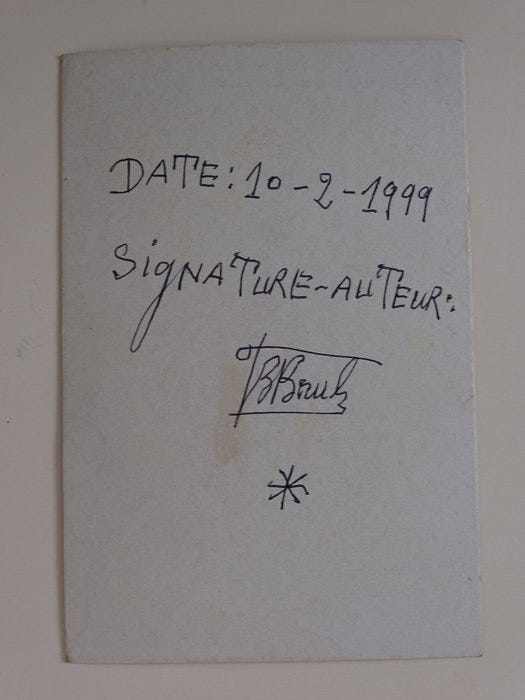 DATE: 10-2-1999
SigNATURE-AUTEUR:
*